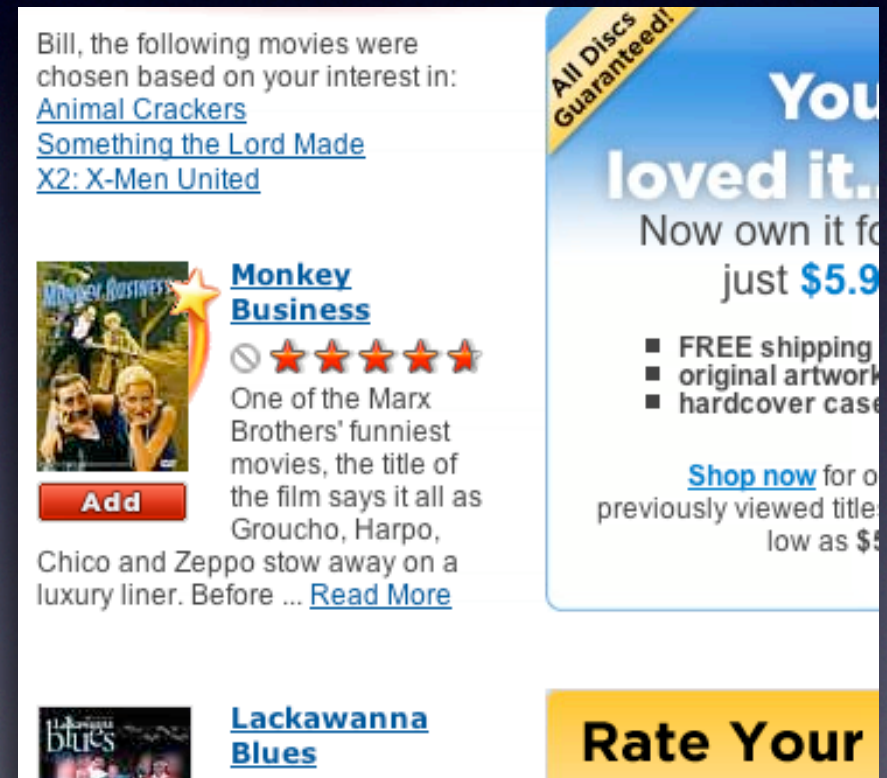 Bill, the following movies were
chosen based on your interest in:
Animal Crackers
Something the Lord Made
X2: X-Men United
MONKEY BUSINESS
Monkey
Business
One of the Marx
Brothers' funniest
movies, the title of
the film says it all as
Groucho, Harpo,
Chico and Zeppo stow away on a
luxury liner. Before ... Read More
Add
Lackawanna
blues
Lackawanna
Blues
All Discs
Guaranteed!
You
loved it..
Now own it fo
just $5.9
■ FREE shipping
■ original artwork
■ hardcover case
Shop now for o
previously viewed titles
low as $5
Rate Your